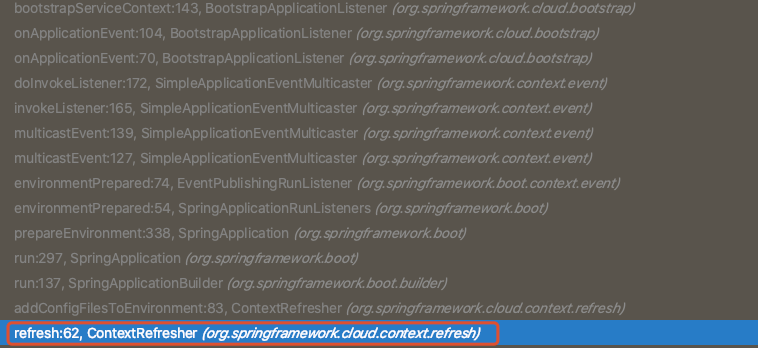 bootstrapServiceContext:143, BootstrapApplicationListener (org.springframework.cloud.bootstrap)
onApplicationEvent:104, BootstrapApplicationListener (org.springframework.cloud.bootstrap)
onApplicationEvent:70, BootstrapApplicationListener (org.springframework.cloud.bootstrap)
doInvokeListener:172, SimpleApplicationEventMulticaster (org.springframework.context.event)
invokeListener:165, SimpleApplicationEventMulticaster (org.springframework.context.event)
multicastEvent:139, SimpleApplicationEventMulticaster (org.springframework.context.event)
multicastEvent:127, SimpleApplicationEventMulticaster (org.springframework.context.event)
environmentPrepared:74, EventPublishingRunListener (org.springframework.boot.context.event)
environmentPrepared:54, SpringApplicationRunListeners (org.springframework.boot)
prepareEnvironment:338, SpringApplication (org.springframework.boot)
run:297, SpringApplication (org.springframework.boot)
run:137, SpringApplicationBuilder (org.springframework.boot.builder)
addConfigFilesToEnvironment:83, ContextRefresher (org.springframework.cloud.context.refresh)
refresh:62, ContextRefresher (org.springframework.cloud.context.refresh)